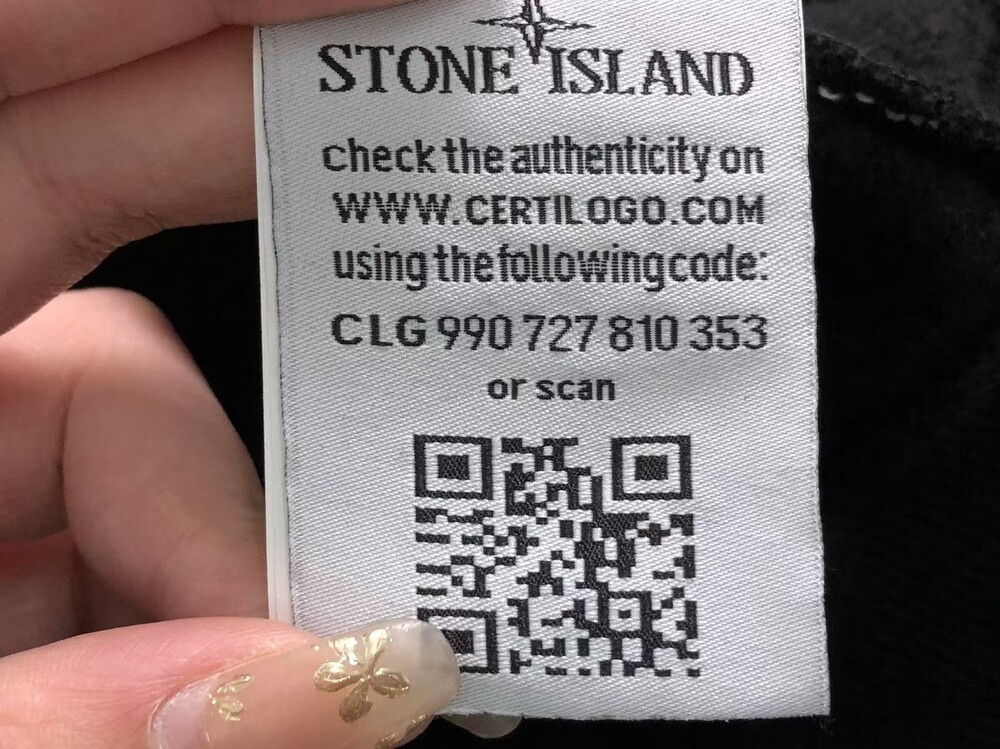 STONE ISLAND
check the authenticity on
WWW.CERTILOGO.COM
using the following code:
CLG 990 727 810 353
or scan